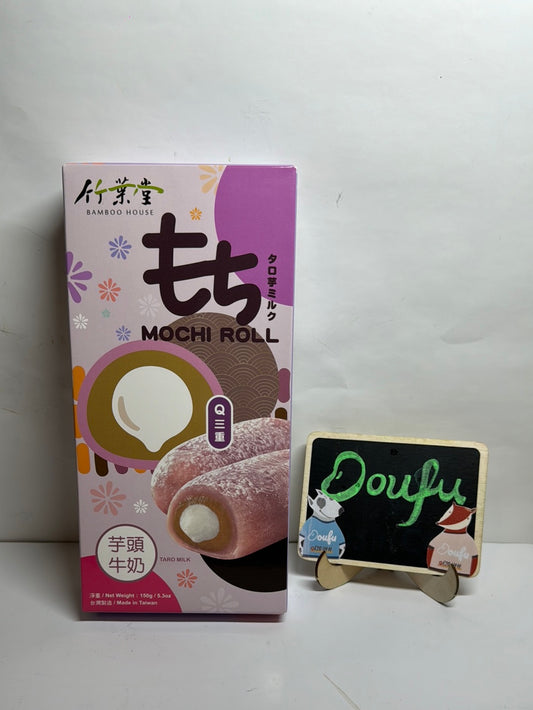 竹葉堂
BAMBOO HOUSE
もち
タロ芋ミルク
MOCHI ROLL
Q三重
芋頭
牛奶
TARO MILK
淨重 / Net Weight : 150g / 5.3oz
台灣製造 / Made in Taiwan
Doufu
Doufu
Doufu